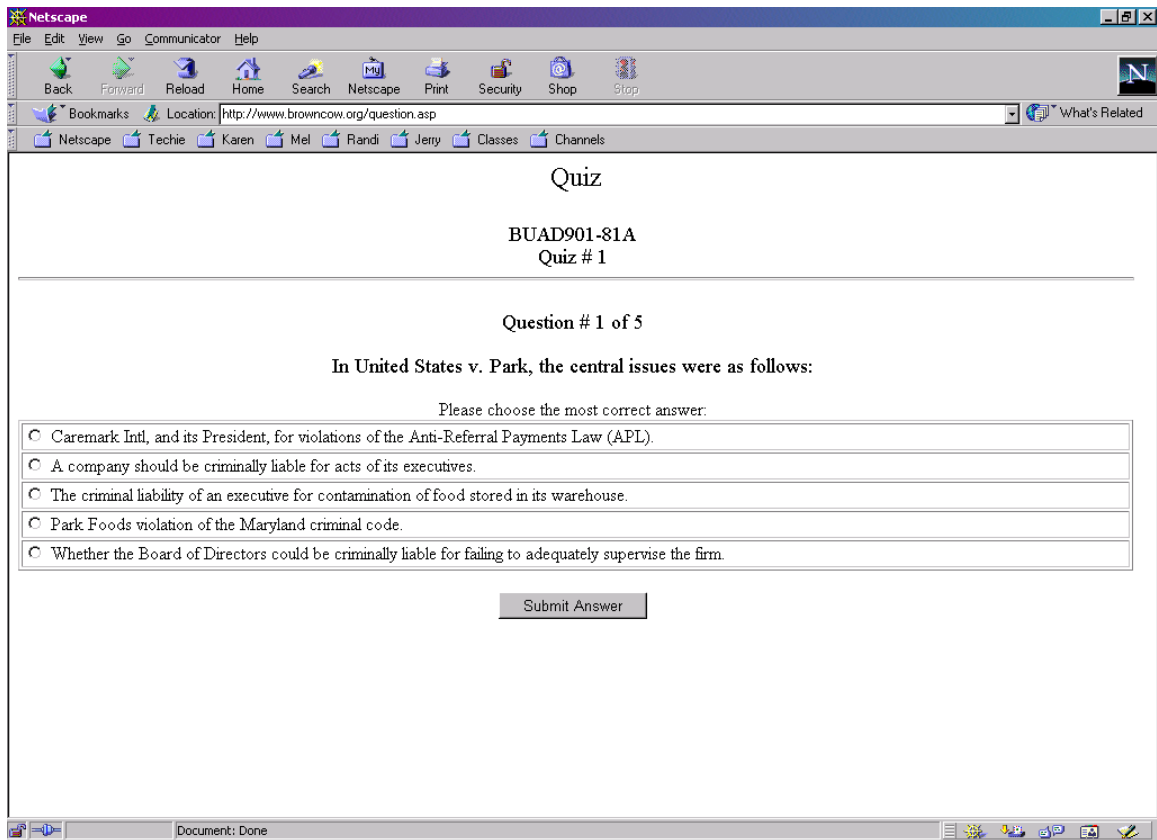 Netscape
File Edit View Go Communicator Help
My
Back Forward Reload Home Search Netscape Print Security Shop Stop
N
Bookmarks Location: http://www.browncow.org/question.asp What's Related
Netscape Techie Karen Mel Randi Jerry Classes Channels
Quiz
BUAD901-81A
Quiz # 1
Question # 1 of 5
In United States v. Park, the central issues were as follows:
Please choose the most correct answer:
Caremark Intl, and its President, for violations of the Anti-Referral Payments Law (APL).
A company should be criminally liable for acts of its executives.
The criminal liability of an executive for contamination of food stored in its warehouse.
Park Foods violation of the Maryland criminal code.
Whether the Board of Directors could be criminally liable for failing to adequately supervise the firm.
Submit Answer
Document: Done